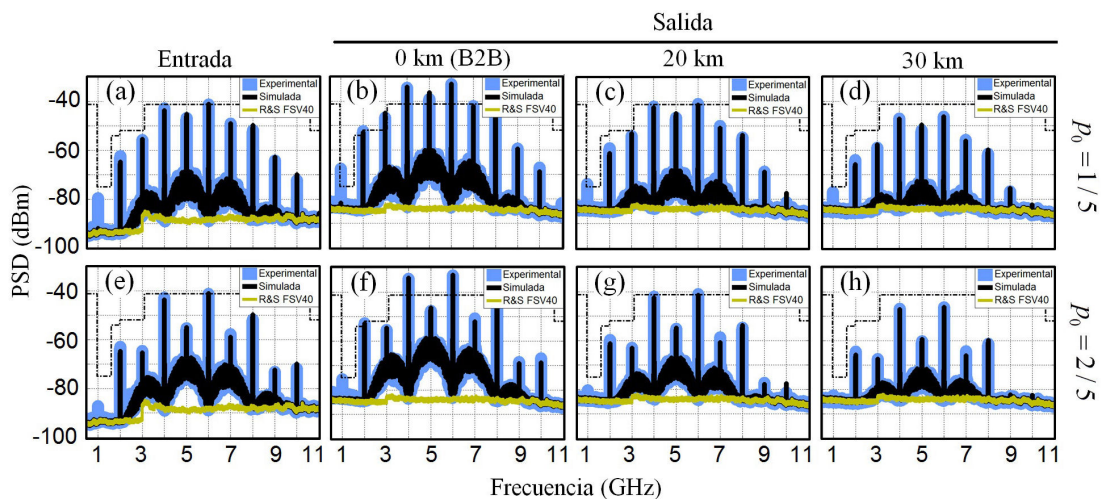 Salida
Entrada 0 km (B2B) 20 km 30 km
(a) Experimental Simulada R&S FSV40
(b) Experimental Simulada R&S FSV40
(c) Experimental Simulada R&S FSV40
(d) Experimental Simulada R&S FSV40
-40
-60
-80
-100
p₀ = 1 / 5
PSD (dBm)
(e) Experimental Simulada R&S FSV40
(f) Experimental Simulada R&S FSV40
(g) Experimental Simulada R&S FSV40
(h) Experimental Simulada R&S FSV40
-40
-60
-80
-100
p₀ = 2 / 5
1 3 5 7 9 11
1 3 5 7 9 11
1 3 5 7 9 11
1 3 5 7 9 11
Frecuencia (GHz)